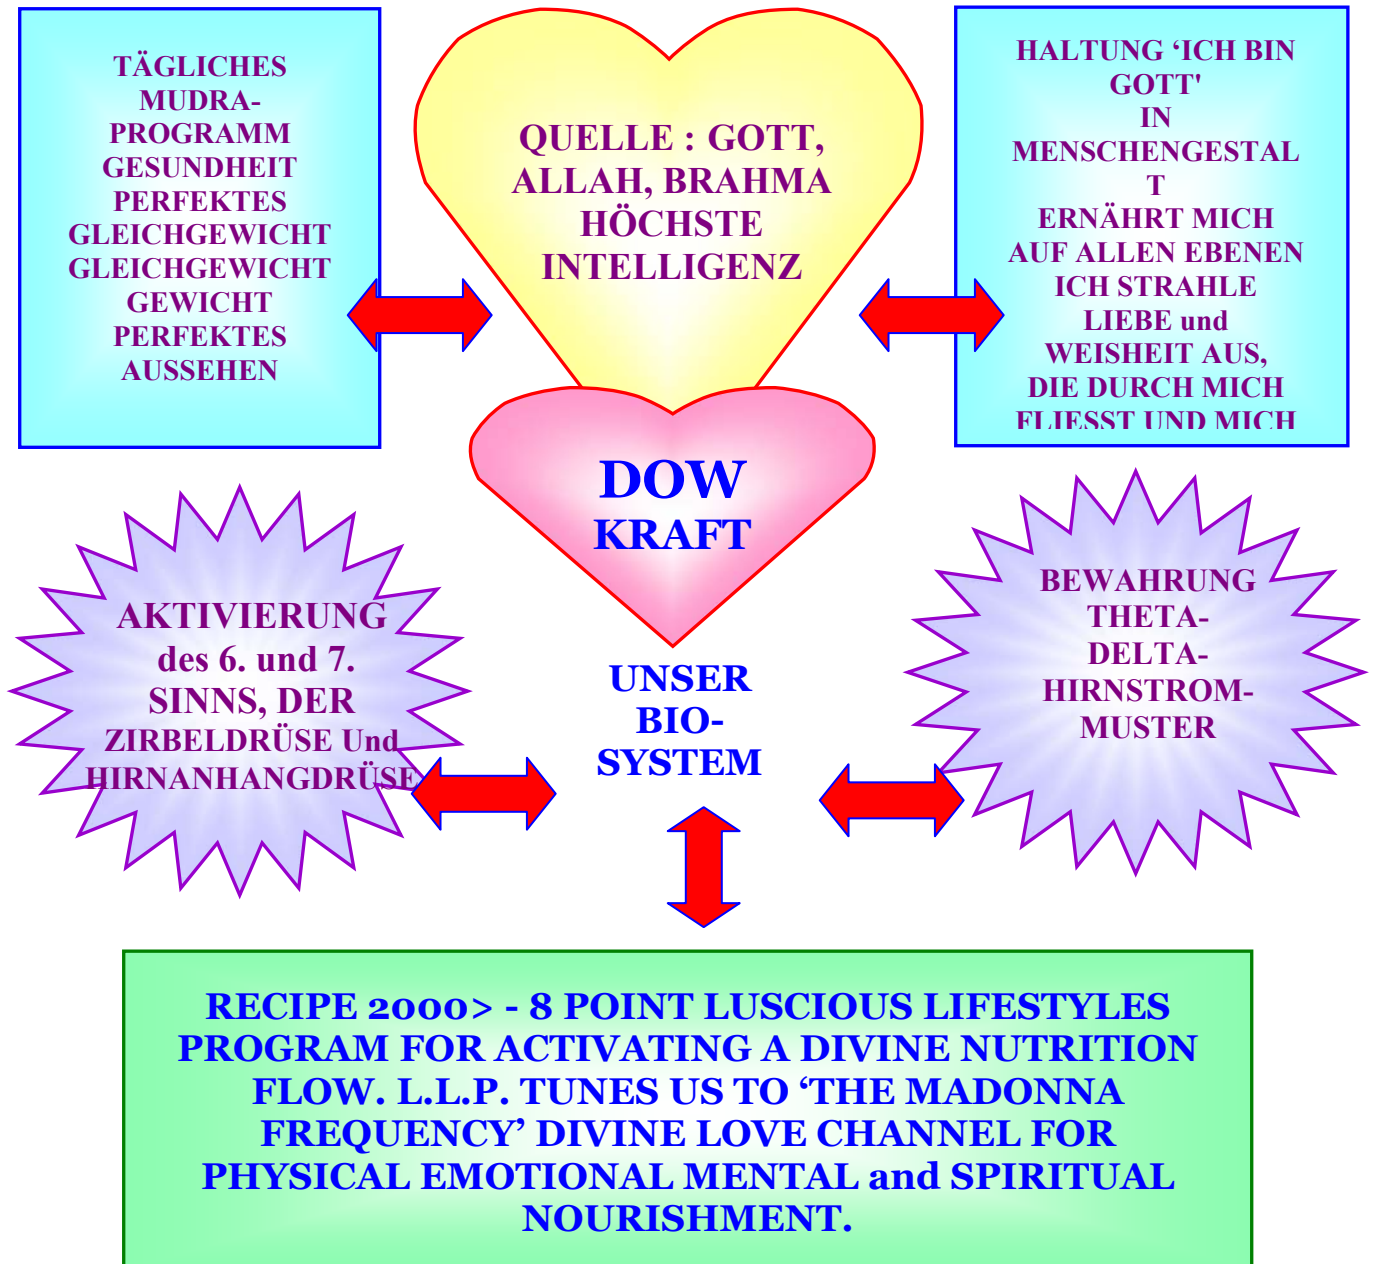 TÄGLICHES
MUDRA-
PROGRAMM
GESUNDHEIT
PERFEKTES
GLEICHGEWICHT
GLEICHGEWICHT
GEWICHT
PERFEKTES
AUSSEHEN
QUELLE : GOTT,
ALLAH, BRAHMA
HÖCHSTE
INTELLIGENZ
HALTUNG ‘ICH BIN
GOTT'
IN
MENSCHENGESTAL
T
ERNÄHRT MICH
AUF ALLEN EBENEN
ICH STRAHLE
LIEBE und
WEISHEIT AUS,
DIE DURCH MICH
FLIESST UND MICH
DOW
KRAFT
AKTIVIERUNG
des 6. und 7.
SINNS, DER
ZIRBELDRÜSE Und
HIRNANHANGDRÜSE
UNSER
BIO-
SYSTEM
BEWAHRUNG
THETA-
DELTA-
HIRNSTROM-
MUSTER
RECIPE 2000> - 8 POINT LUSCIOUS LIFESTYLES
PROGRAM FOR ACTIVATING A DIVINE NUTRITION
FLOW. L.L.P. TUNES US TO ‘THE MADONNA
FREQUENCY’ DIVINE LOVE CHANNEL FOR
PHYSICAL EMOTIONAL MENTAL and SPIRITUAL
NOURISHMENT.